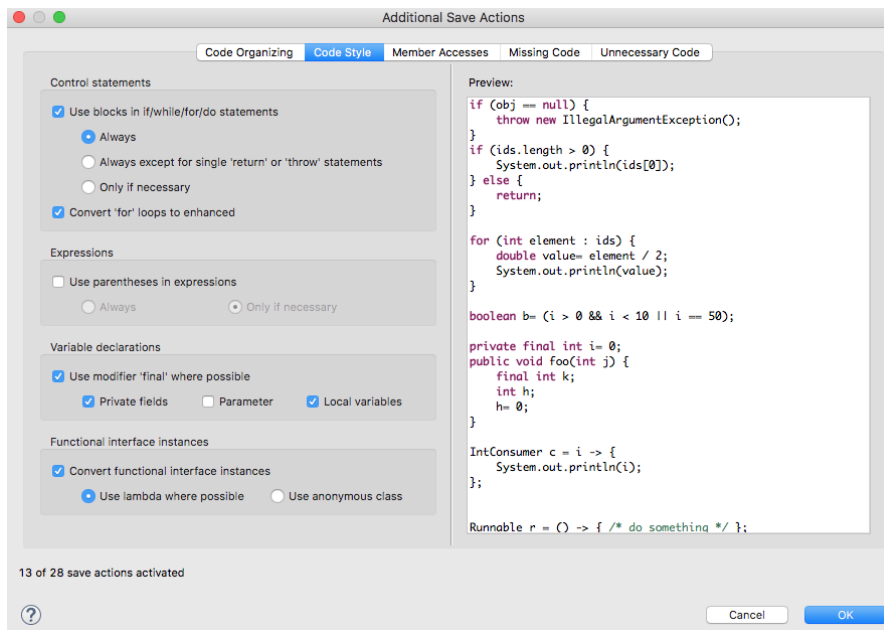 Additional Save Actions
Code Organizing Code Style Member Accesses Missing Code Unnecessary Code
Control statements
Use blocks in if/while/for/do statements
Always
Always except for single 'return' or 'throw' statements
Only if necessary
Convert 'for' loops to enhanced
Expressions
Use parentheses in expressions
Always Only if necessary
Variable declarations
Use modifier 'final' where possible
Private fields Parameter Local variables
Functional interface instances
Convert functional interface instances
Use lambda where possible Use anonymous class
Preview:
if (obj == null) {
    throw new IllegalArgumentException();
}
if (ids.length > 0) {
    System.out.println(ids[0]);
} else {
    return;
}

for (int element : ids) {
    double value= element / 2;
    System.out.println(value);
}

boolean b= (i > 0 && i < 10 || i == 50);

private final int i= 0;
public void foo(int j) {
    final int k;
    int h;
    h= 0;
}

IntConsumer c = i -> {
    System.out.println(i);
};

Runnable r = () -> { /* do something */ };
13 of 28 save actions activated
?
Cancel OK